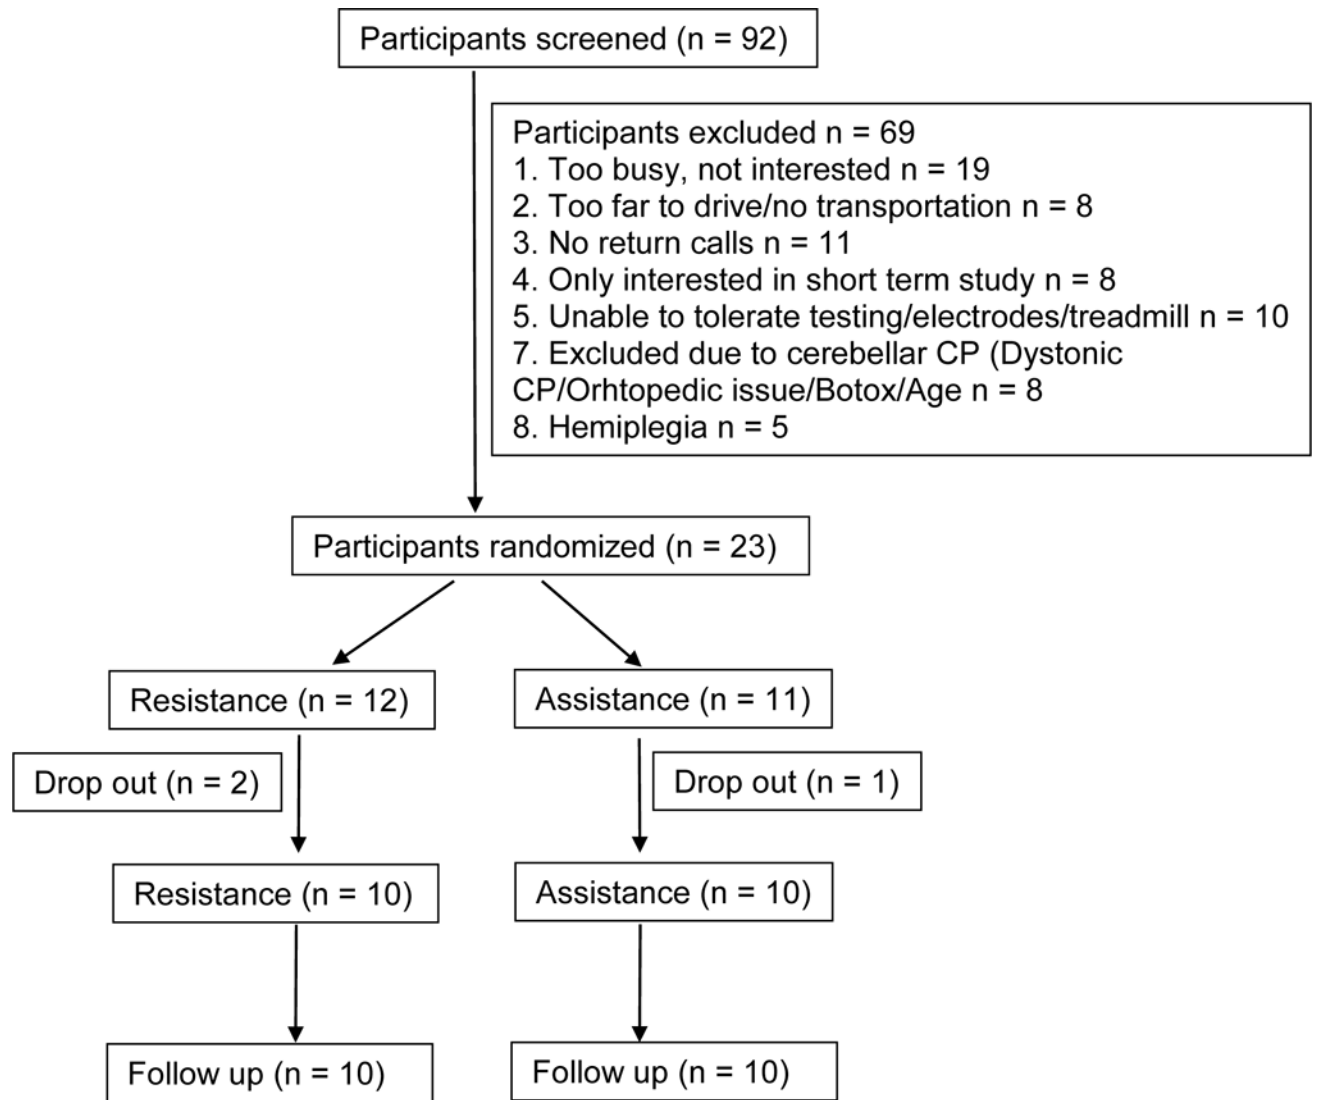 Participants screened (n = 92)
Participants excluded n = 69
1. Too busy, not interested n = 19
2. Too far to drive/no transportation n = 8
3. No return calls n = 11
4. Only interested in short term study n = 8
5. Unable to tolerate testing/electrodes/treadmill n = 10
7. Excluded due to cerebellar CP (Dystonic
CP/Orhtopedic issue/Botox/Age n = 8
8. Hemiplegia n = 5
Participants randomized (n = 23)
Resistance (n = 12)
Assistance (n = 11)
Drop out (n = 2)
Drop out (n = 1)
Resistance (n = 10)
Assistance (n = 10)
Follow up (n = 10)
Follow up (n = 10)